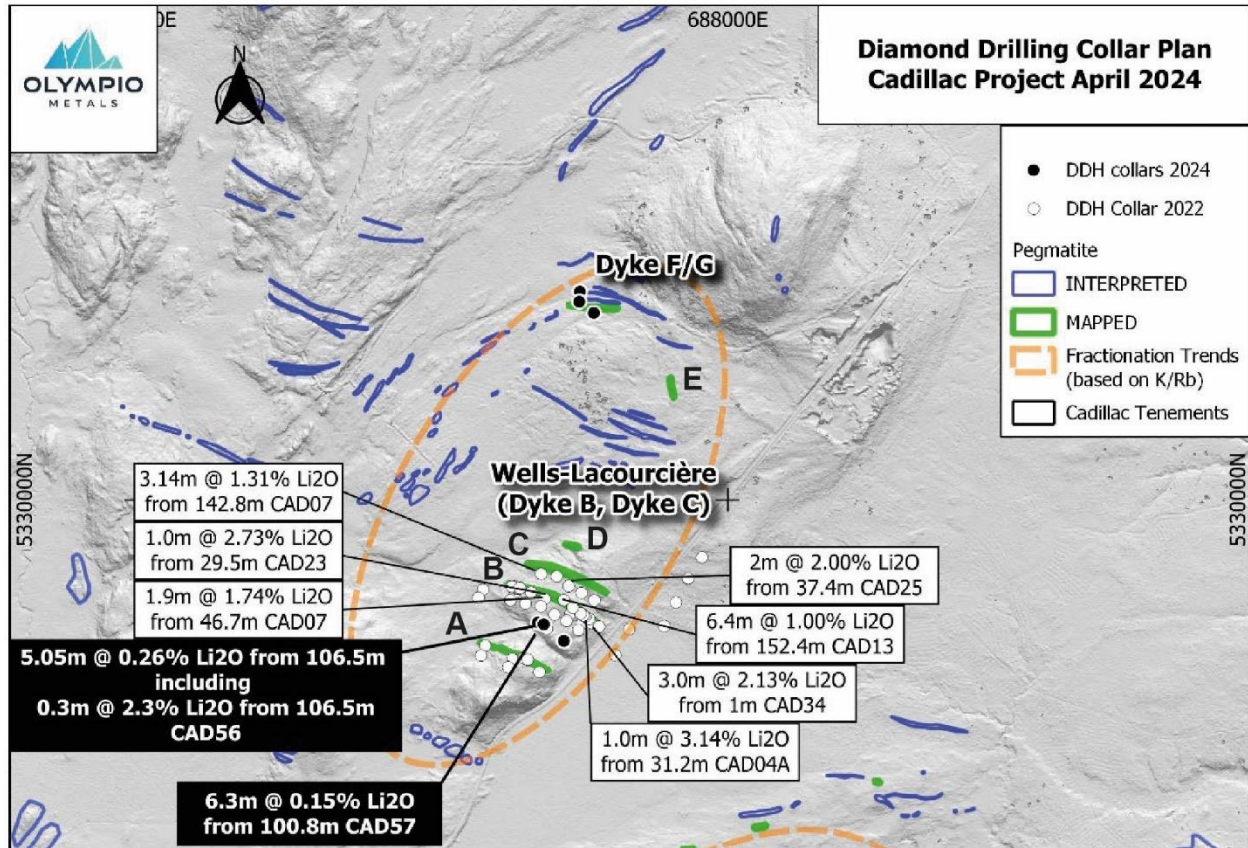 OLYMPIO
METALS
0E
N
688000E
Diamond Drilling Collar Plan
Cadillac Project April 2024
DDH collars 2024
DDH Collar 2022
Pegmatite
INTERPRETED
MAPPED
Fractionation Trends
(based on K/Rb)
Cadillac Tenements
Dyke F/G
E
5330000N
5330000N
Wells-Lacourcière
(Dyke B, Dyke C)
D
C
B
A
3.14m @ 1.31% Li2O
from 142.8m CAD07
1.0m @ 2.73% Li2O
from 29.5m CAD23
1.9m @ 1.74% Li2O
from 46.7m CAD07
5.05m @ 0.26% Li2O from 106.5m
including
0.3m @ 2.3% Li2O from 106.5m
CAD56
6.3m @ 0.15% Li2O
from 100.8m CAD57
2m @ 2.00% Li2O
from 37.4m CAD25
6.4m @ 1.00% Li2O
from 152.4m CAD13
3.0m @ 2.13% Li2O
from 1m CAD34
1.0m @ 3.14% Li2O
from 31.2m CAD04A